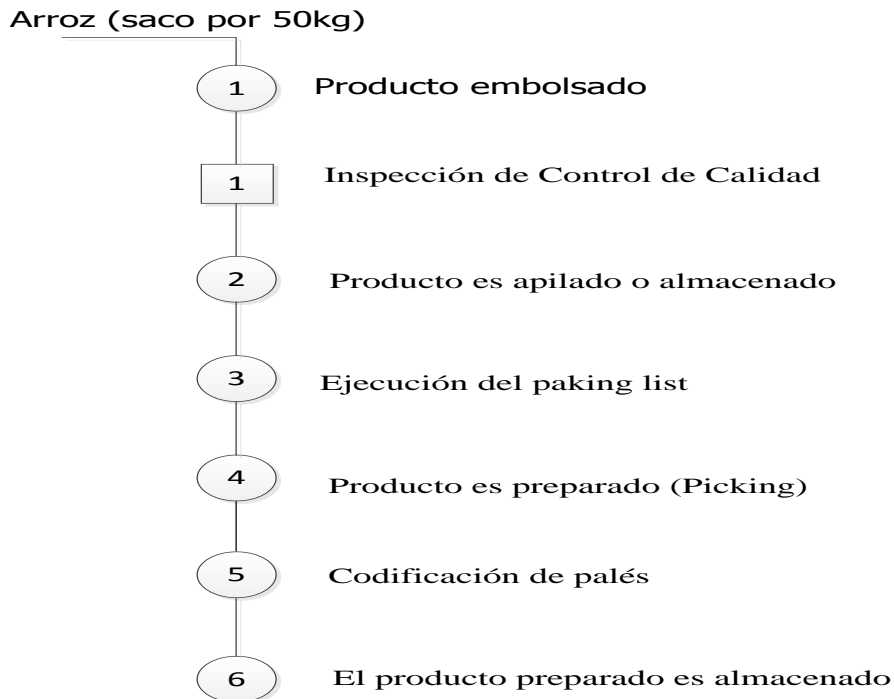 Arroz (saco por 50kg)
1 Producto embolsado
1 Inspección de Control de Calidad
2 Producto es apilado o almacenado
3 Ejecución del paking list
4 Producto es preparado (Picking)
5 Codificación de palés
6 El producto preparado es almacenado